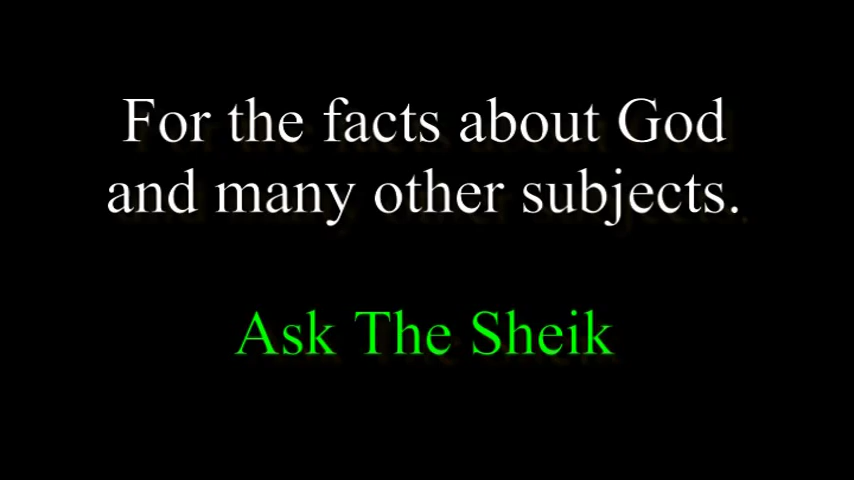 For the facts about God
and many other subjects.
Ask The Sheik